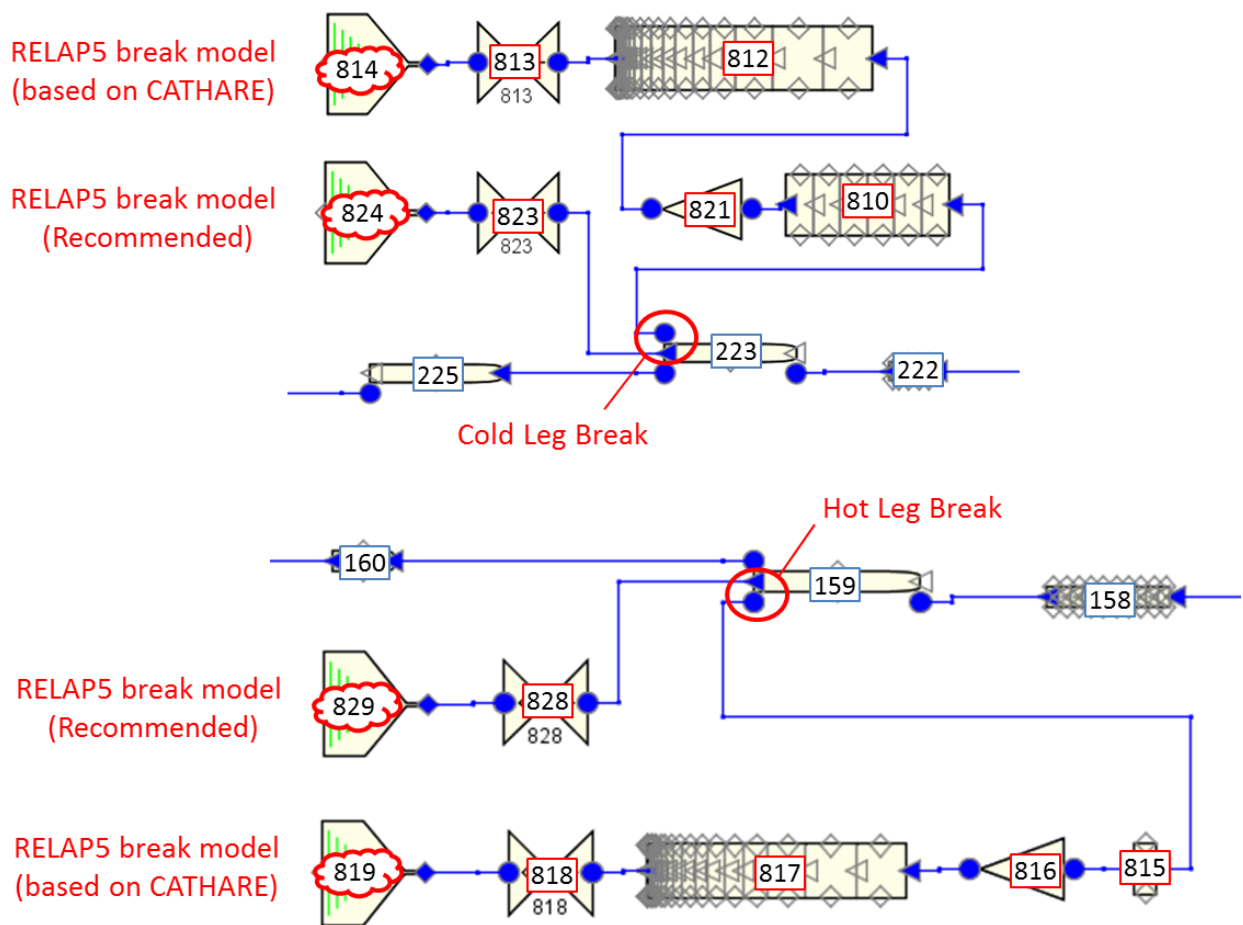 RELAP5 break model
(based on CATHARE)
814
813
813
812
RELAP5 break model
(Recommended)
824
823
823
821
810
225
223
222
Cold Leg Break
Hot Leg Break
160
159
158
RELAP5 break model
(Recommended)
829
828
828
RELAP5 break model
(based on CATHARE)
819
818
818
817
816
815